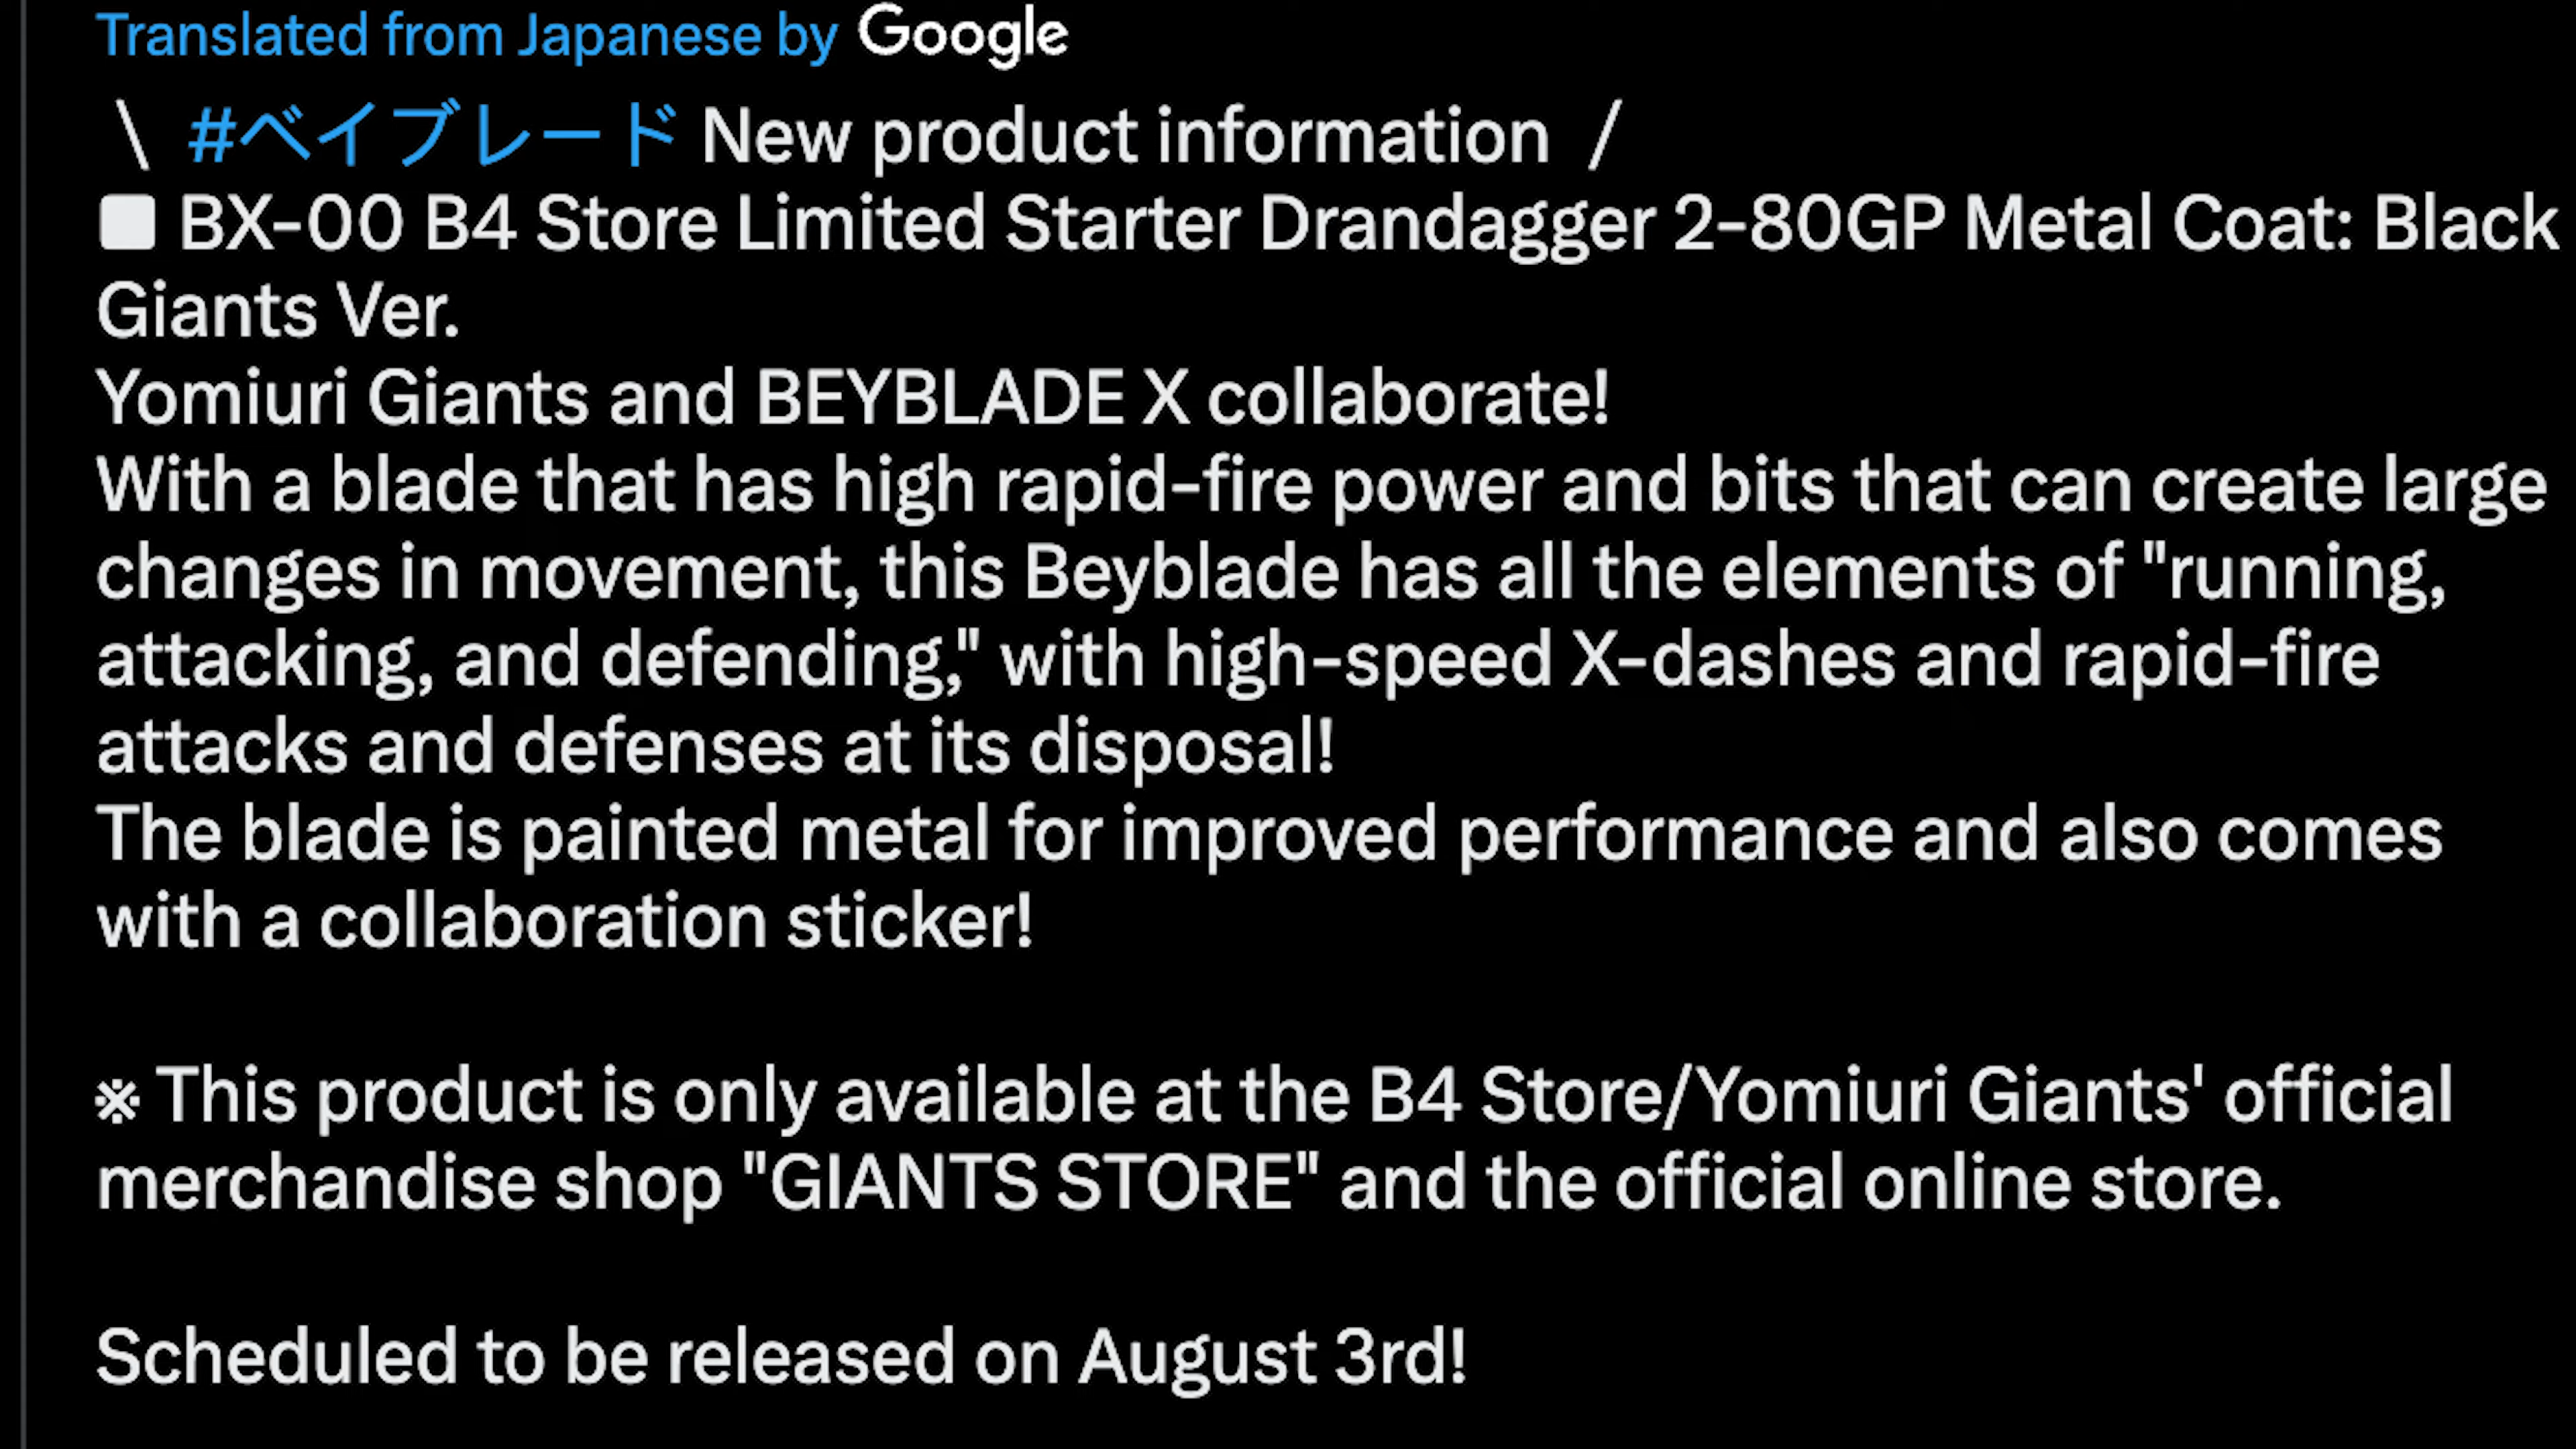 Translated from Japanese by Google
\ #ベイブレード New product information /
■ BX-00 B4 Store Limited Starter Drandagger 2-80GP Metal Coat: Black
Giants Ver.
Yomiuri Giants and BEYBLADE X collaborate!
With a blade that has high rapid-fire power and bits that can create large
changes in movement, this Beyblade has all the elements of "running,
attacking, and defending," with high-speed X-dashes and rapid-fire
attacks and defenses at its disposal!
The blade is painted metal for improved performance and also comes
with a collaboration sticker!
※ This product is only available at the B4 Store/Yomiuri Giants' official
merchandise shop "GIANTS STORE" and the official online store.
Scheduled to be released on August 3rd!